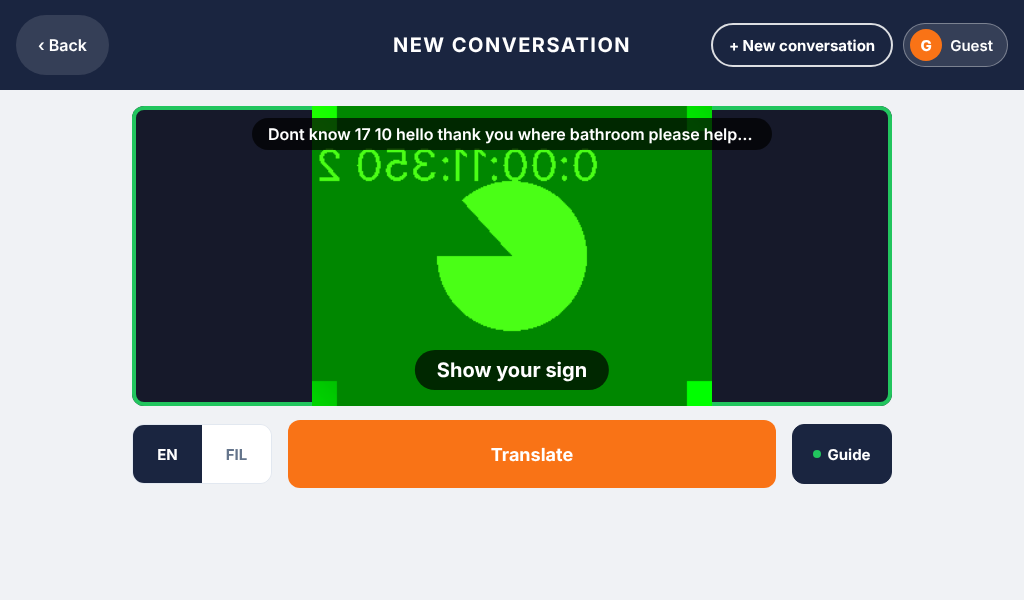 ‹ Back
NEW CONVERSATION
+ New conversation
G
Guest
Dont know 17 10 hello thank you where bathroom please help...
0:00:11:350 2
Show your sign
EN
FIL
Translate
Guide